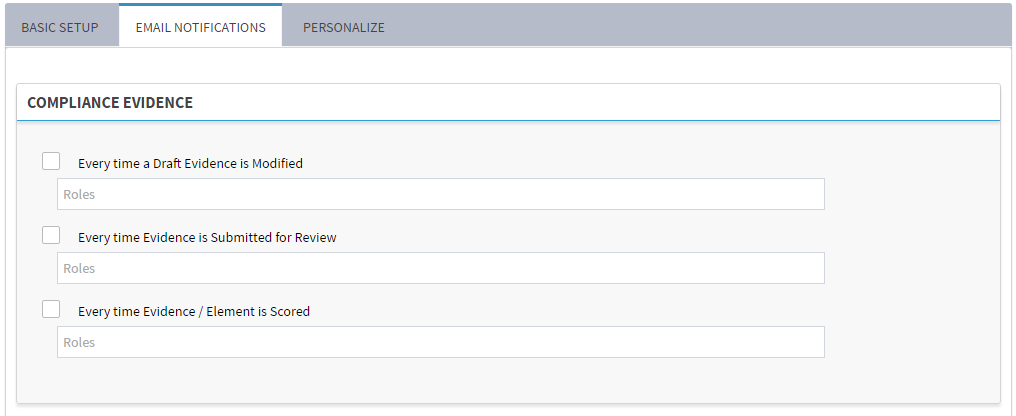 BASIC SETUP EMAIL NOTIFICATIONS PERSONALIZE
COMPLIANCE EVIDENCE
Every time a Draft Evidence is Modified
Roles
Every time Evidence is Submitted for Review
Roles
Every time Evidence / Element is Scored
Roles